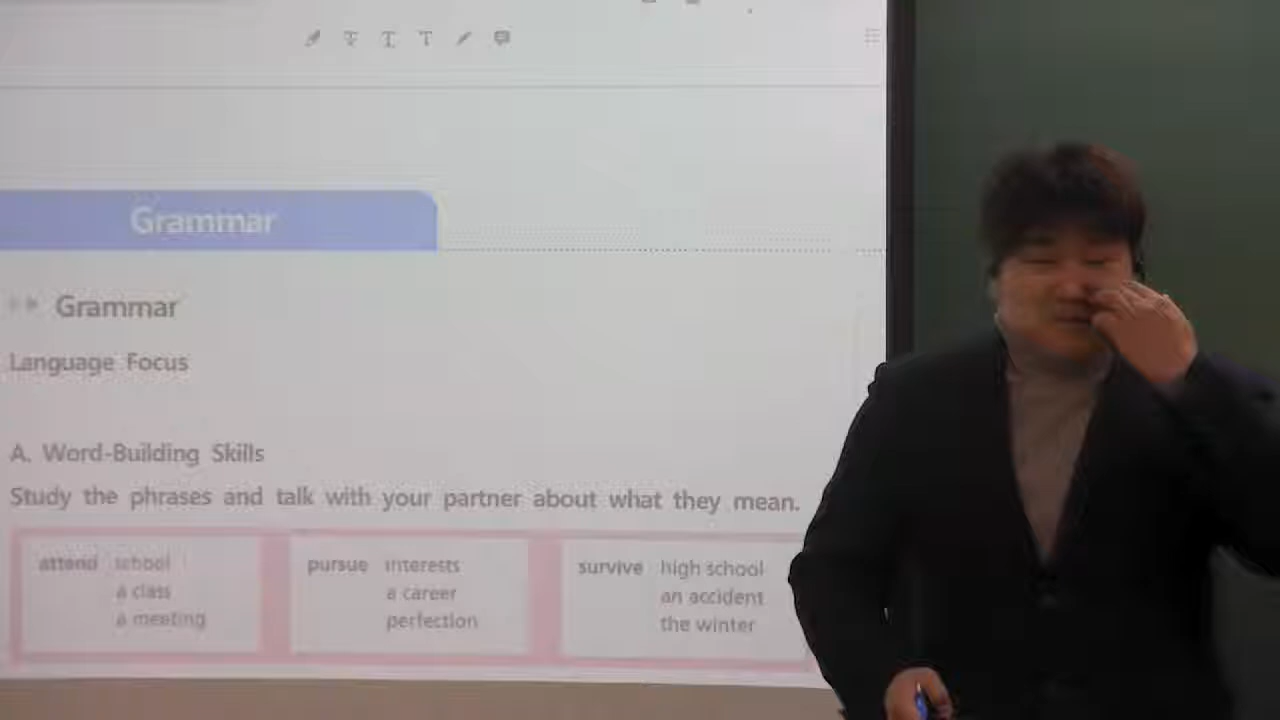 Grammar
Grammar
Language Focus
A. Word-Building Skills
Study the phrases and talk with your partner about what they mean.
attend school
a class
a meeting
pursue interests
a career
perfection
survive high school
an accident
the winter